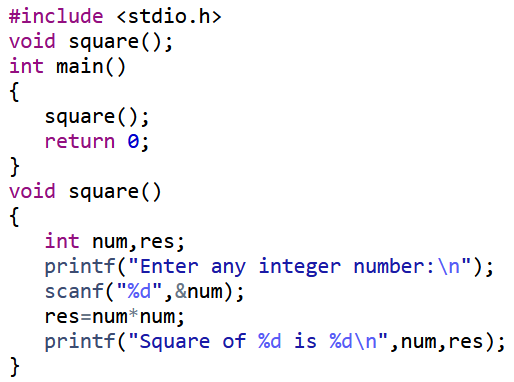 #include <stdio.h>
void square();
int main()
{
square();
return 0;
}
void square()
{
int num,res;
printf("Enter any integer number:\n");
scanf("%d",&num);
res=num*num;
printf("Square of %d is %d\n",num,res);
}